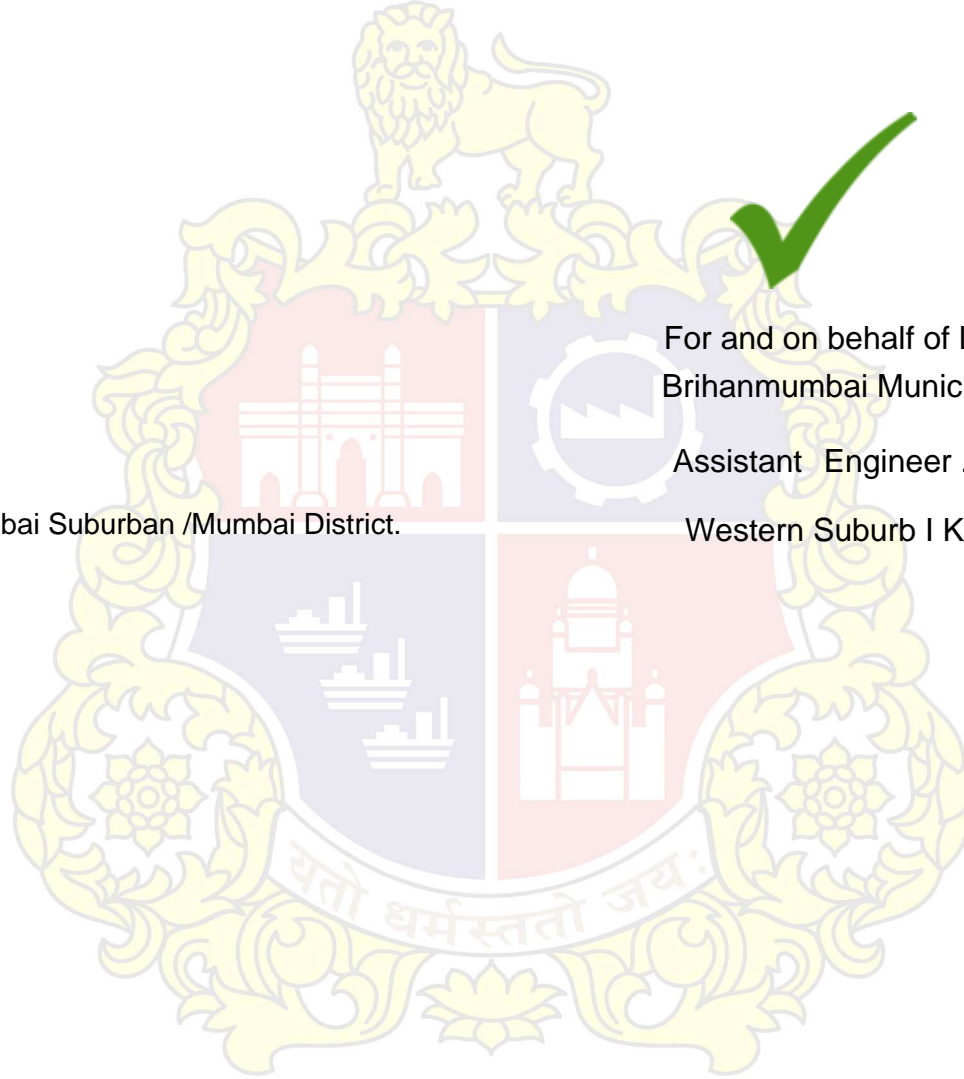 For and on behalf of
Brihanmumbai Munic
Assistant Engineer .
bai Suburban /Mumbai District.
Western Suburb I K
यतो धर्मस्ततो जयः